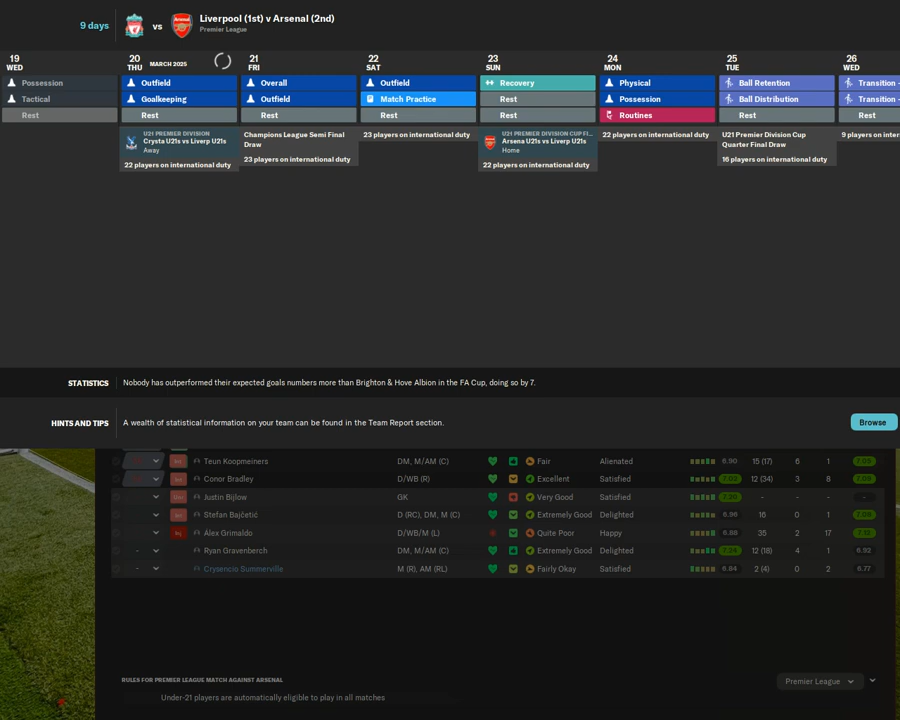 Liverpool (1st) v Arsenal (2nd)
9 days
vs
Premier League
19
WED
20
THU
MARCH 2025
21
FRI
22
SAT
23
SUN
24
MON
25
TUE
26
WED
Possession
Outfield
Overall
Outfield
Recovery
Physical
Ball Retention
Transition -
Tactical
Goalkeeping
Outfield
Match Practice
Rest
Possession
Ball Distribution
Transition -
Rest
Rest
Rest
Rest
Rest
Routines
Rest
Rest
U21 PREMIER DIVISION
Crysta U21s vs Liverp U21s
Away
22 players on international duty
Champions League Semi Final
Draw
23 players on international duty
23 players on international duty
U21 PREMIER DIVISION CUP FI...
Arsena U21s vs Liverp U21s
Home
22 players on international duty
22 players on international duty
U21 Premier Division Cup
Quarter Final Draw
16 players on international duty
9 players on inter
STATISTICS
Nobody has outperformed their expected goals numbers more than Brighton & Hove Albion in the FA Cup, doing so by 7.
HINTS AND TIPS
A wealth of statistical information on your team can be found in the Team Report section.
Browse
Teun Koopmeiners DM, M/AM (C) Fair Alienated 6.90 15 (17) 6 1
Conor Bradley D/WB (R) Excellent Satisfied 7.02 12 (34) 3 8
Justin Bijlow GK Very Good Satisfied - - - -
Stefan Bajčetić D (RC), DM, M (C) Extremely Good Delighted 6.96 16 0 1
Álex Grimaldo D/WB/M (L) Quite Poor Happy 6.88 35 2 17
- Ryan Gravenberch DM, M/AM (C) Extremely Good Delighted 12 (18) 4 1 6.92
- Crysencio Summerville M (R), AM (RL) Fairly Okay Satisfied 6.84 2 (4) 0 2 6.77
RULES FOR PREMIER LEAGUE MATCH AGAINST ARSENAL
Premier League
Under-21 players are automatically eligible to play in all matches